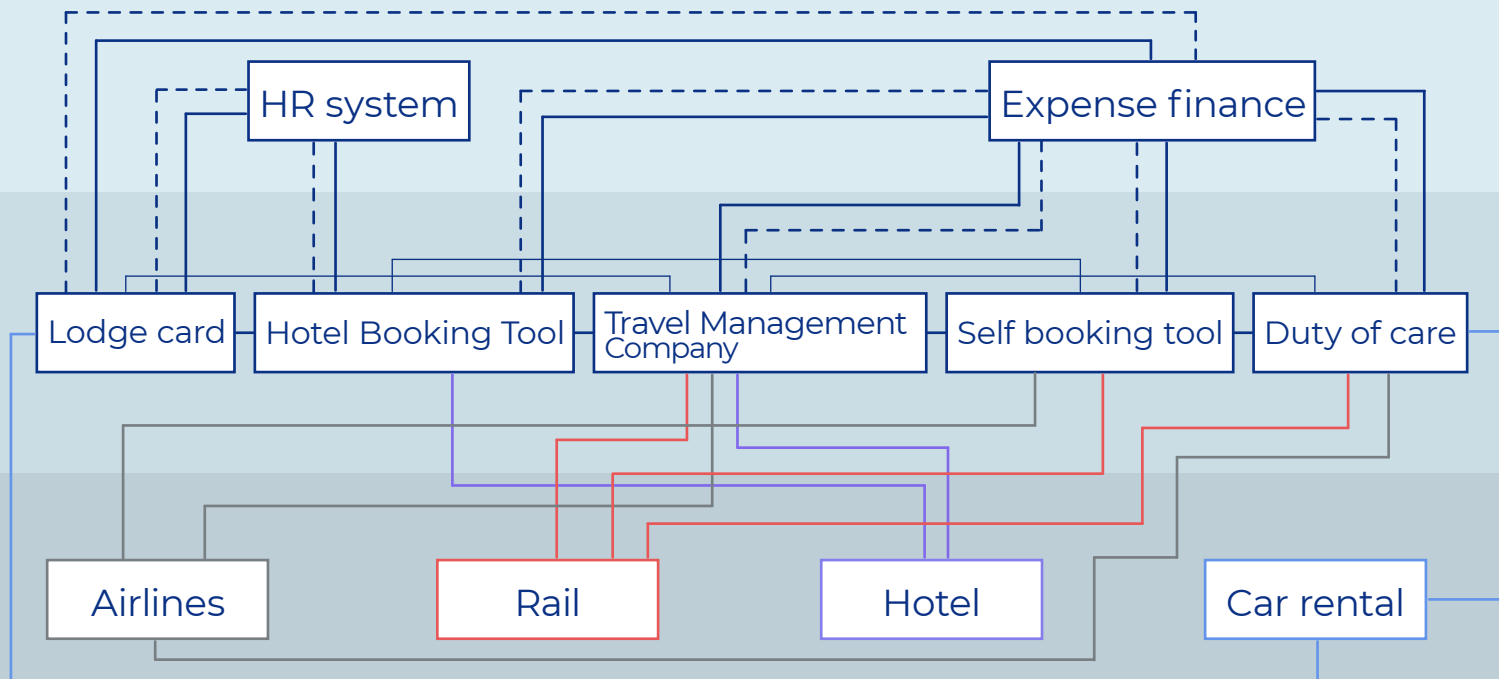 HR system
Expense finance
Lodge card
Hotel Booking Tool
Travel Management
Company
Self booking tool
Duty of care
Airlines
Rail
Hotel
Car rental